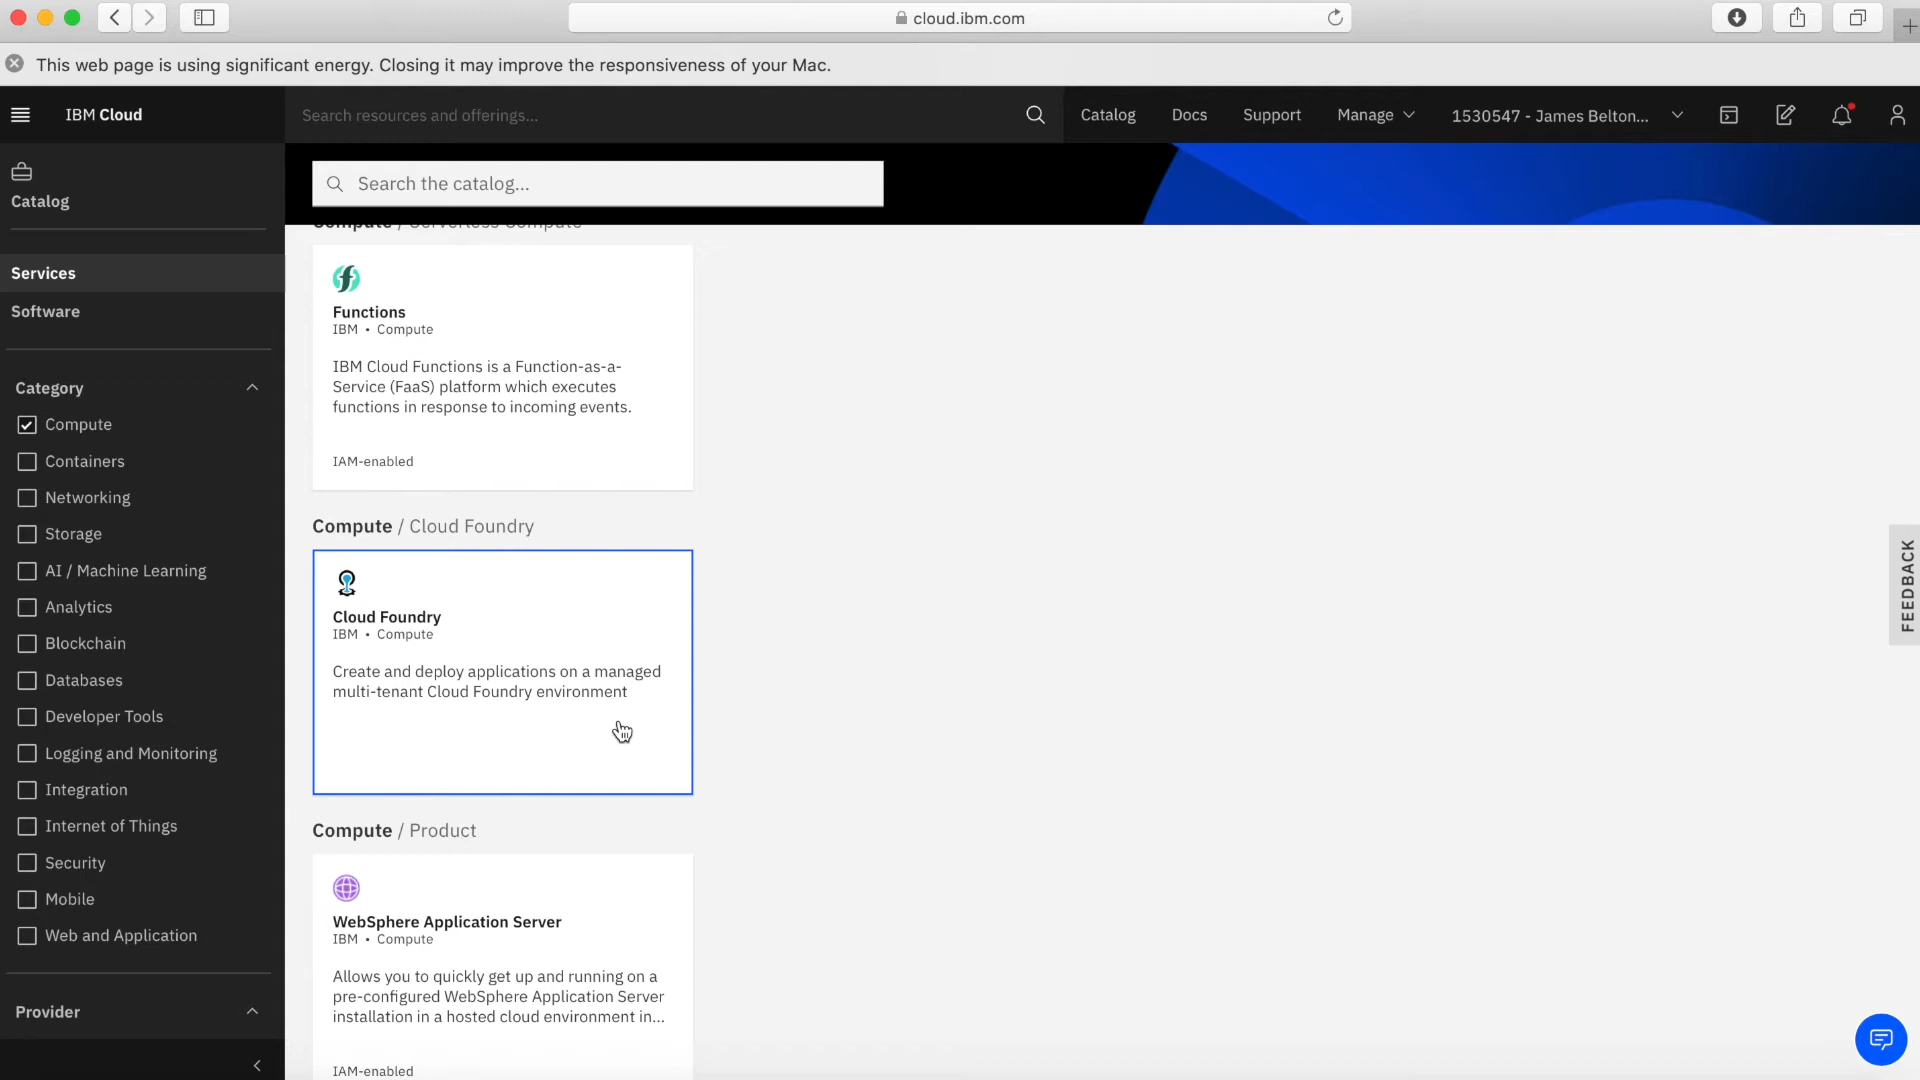 cloud.ibm.com
This web page is using significant energy. Closing it may improve the responsiveness of your Mac.
IBM Cloud
Search resources and offerings...
Catalog
Docs
Support
Manage
1530547 - James Belton...
Catalog
Services
Software
Category
Compute
Containers
Networking
Storage
AI / Machine Learning
Analytics
Blockchain
Databases
Developer Tools
Logging and Monitoring
Integration
Internet of Things
Security
Mobile
Web and Application
Provider
Search the catalog...
Compute / Serverless Compute
Functions
IBM • Compute
IBM Cloud Functions is a Function-as-a-
Service (FaaS) platform which executes
functions in response to incoming events.
IAM-enabled
Compute / Cloud Foundry
Cloud Foundry
IBM • Compute
Create and deploy applications on a managed
multi-tenant Cloud Foundry environment
Compute / Product
WebSphere Application Server
IBM • Compute
Allows you to quickly get up and running on a
pre-configured WebSphere Application Server
installation in a hosted cloud environment in...
IAM-enabled
FEEDBACK